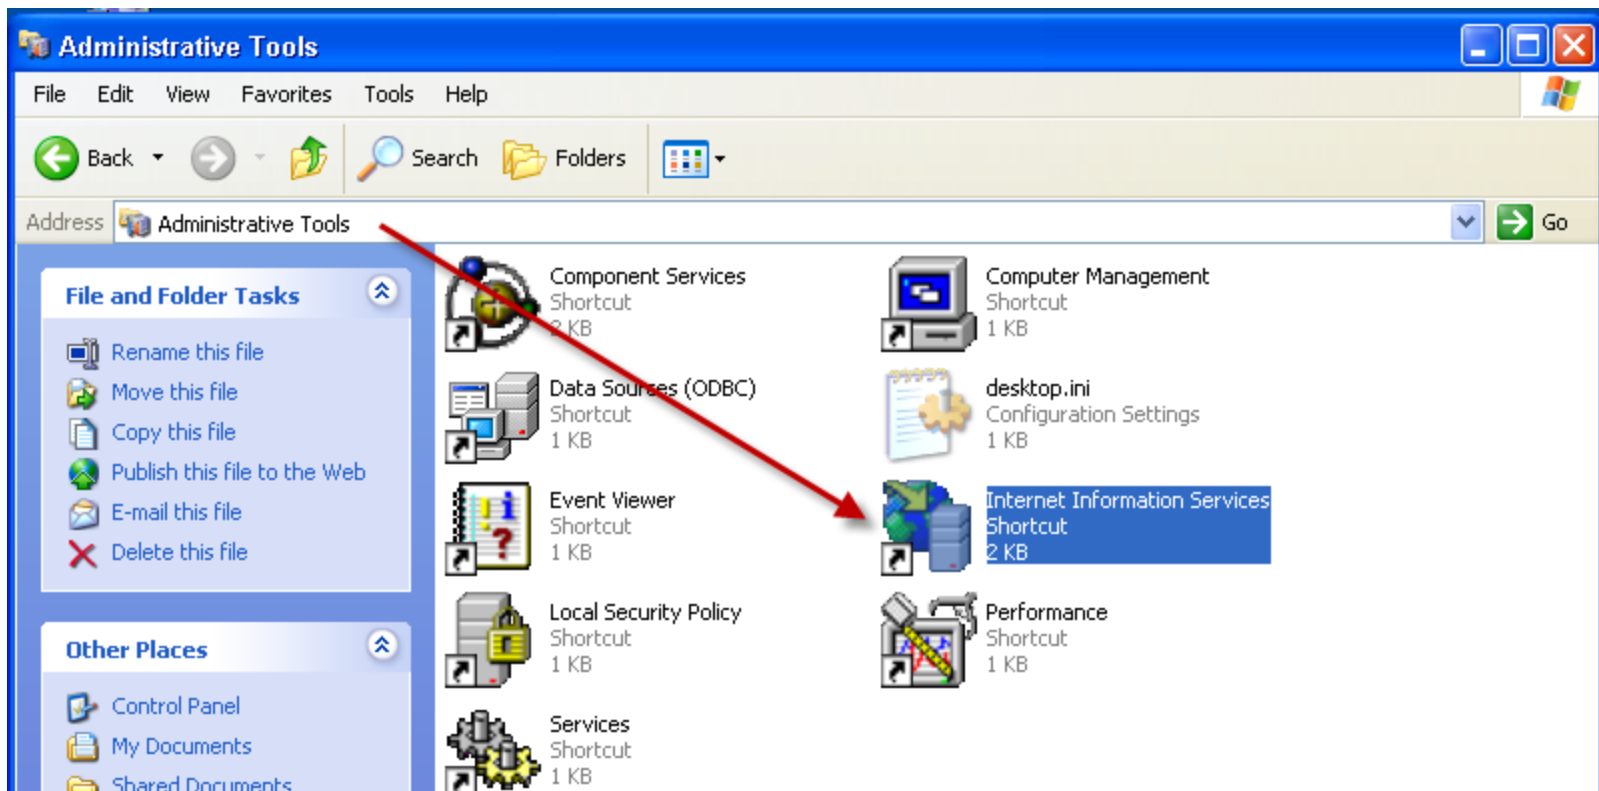 Administrative Tools
File Edit View Favorites Tools Help
Back Search Folders
Address Administrative Tools Go
File and Folder Tasks
Rename this file
Move this file
Copy this file
Publish this file to the Web
E-mail this file
Delete this file
Other Places
Control Panel
My Documents
Shared Documents
Component Services
Shortcut
2 KB
Computer Management
Shortcut
1 KB
Data Sources (ODBC)
Shortcut
1 KB
desktop.ini
Configuration Settings
1 KB
Event Viewer
Shortcut
1 KB
Internet Information Services
Shortcut
2 KB
Local Security Policy
Shortcut
1 KB
Performance
Shortcut
1 KB
Services
Shortcut
1 KB